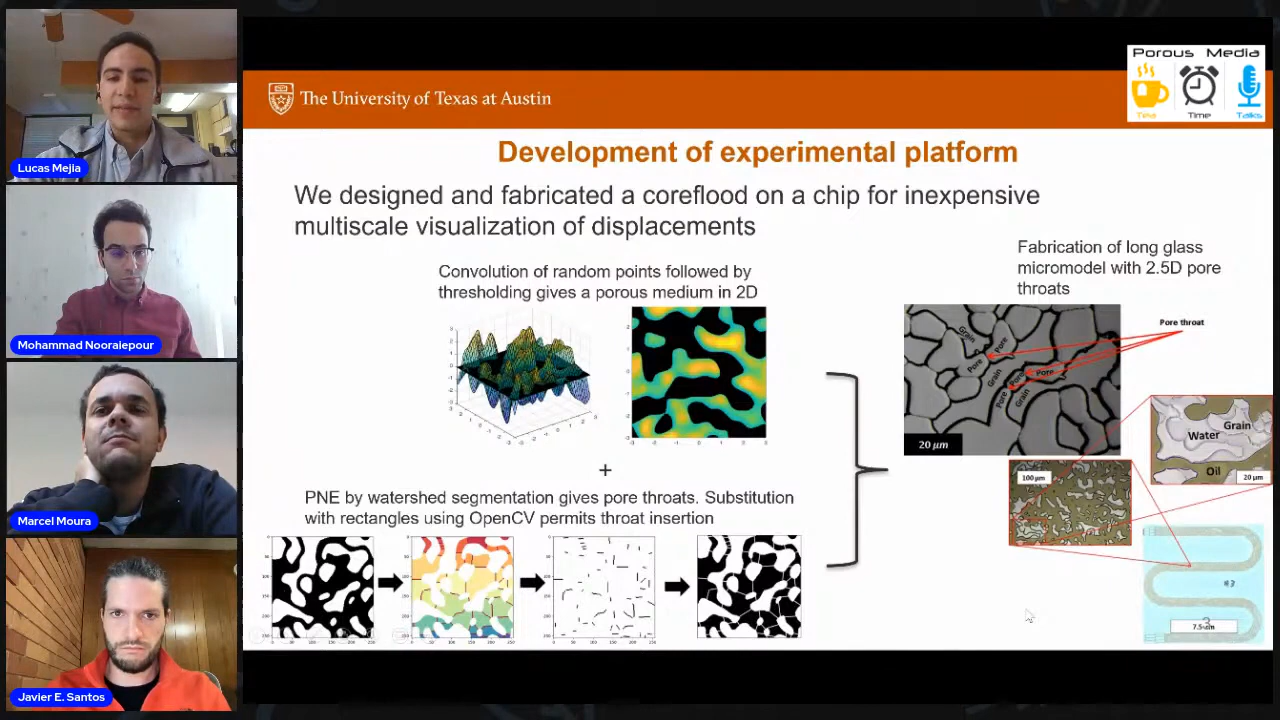 Lucas Mejia
Mohammad Nooraiepour
Marcel Moura
Javier E. Santos
The University of Texas at Austin
Porous Media
Tea Time Talks
Development of experimental platform
We designed and fabricated a coreflood on a chip for inexpensive
multiscale visualization of displacements
Convolution of random points followed by
thresholding gives a porous medium in 2D
+
PNE by watershed segmentation gives pore throats. Substitution
with rectangles using OpenCV permits throat insertion
Fabrication of long glass
micromodel with 2.5D pore
throats
Pore throat
Grain
Pore
Pore
Grain
Pore
Pore
Pore
Grain
20 µm
Water
Grain
Oil
20 µm
100 µm
3